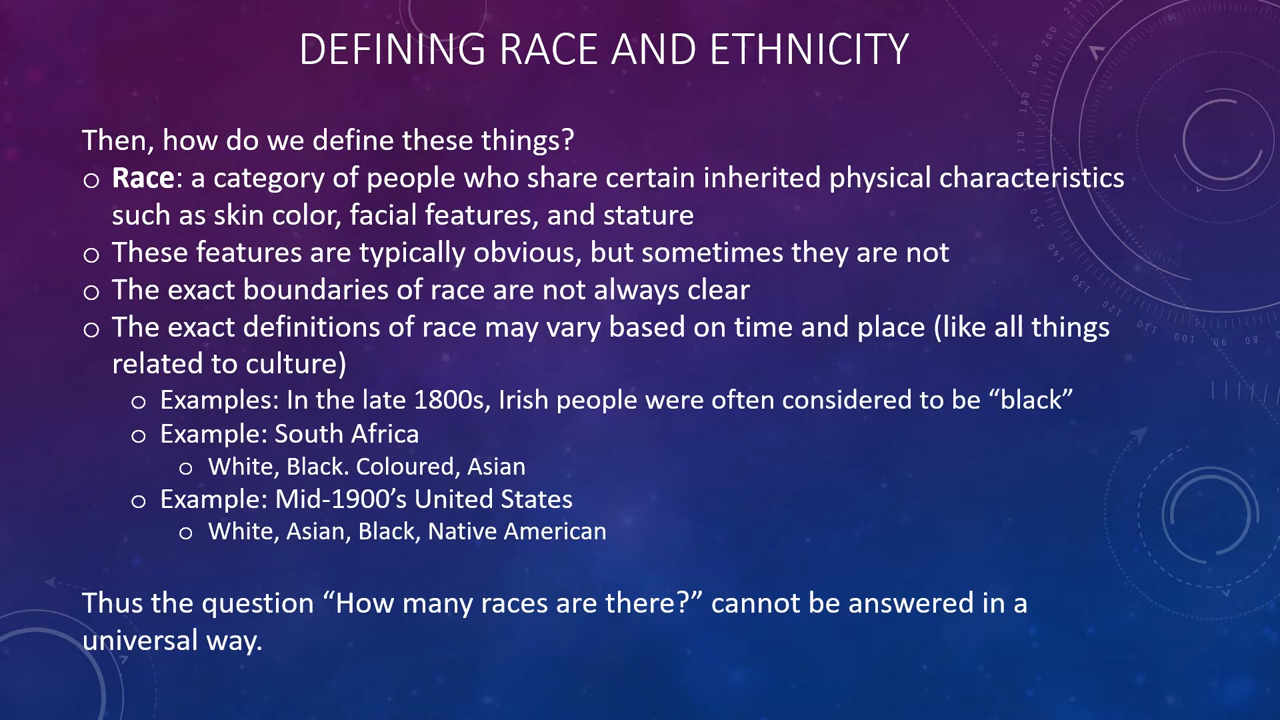 DEFINING RACE AND ETHNICITY
Then, how do we define these things?
o Race: a category of people who share certain inherited physical characteristics
such as skin color, facial features, and stature
o These features are typically obvious, but sometimes they are not
o The exact boundaries of race are not always clear
o The exact definitions of race may vary based on time and place (like all things
related to culture)
o Examples: In the late 1800s, Irish people were often considered to be “black”
o Example: South Africa
o White, Black. Coloured, Asian
o Example: Mid-1900’s United States
o White, Asian, Black, Native American
Thus the question “How many races are there?” cannot be answered in a
universal way.